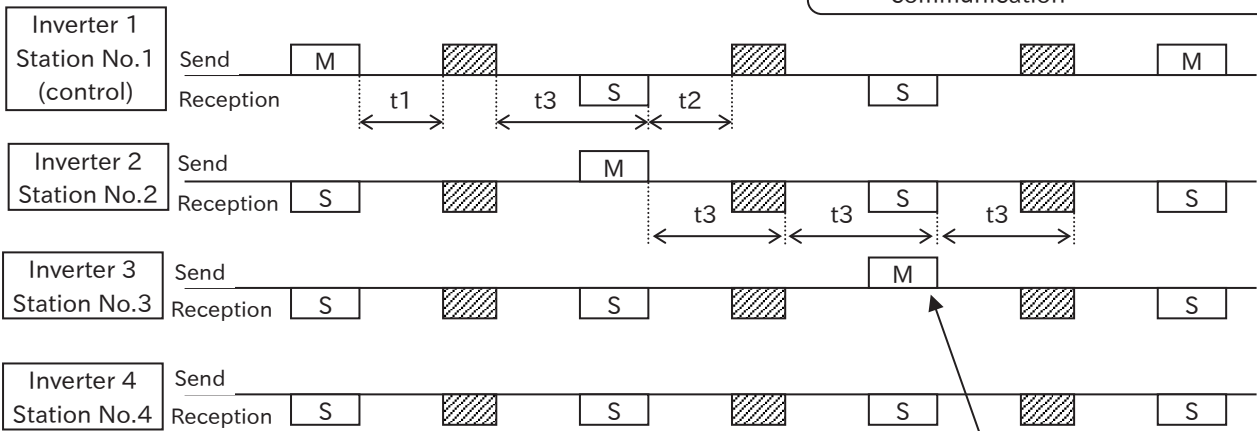 communication
Inverter 1
Station No.1
(control)
Send
Reception
M
M
S
S
t1
t3
t2
Inverter 2
Station No.2
Send
Reception
M
S
S
S
t3
t3
t3
Inverter 3
Station No.3
Send
Reception
M
S
S
S
Inverter 4
Station No.4
Send
Reception
S
S
S
S